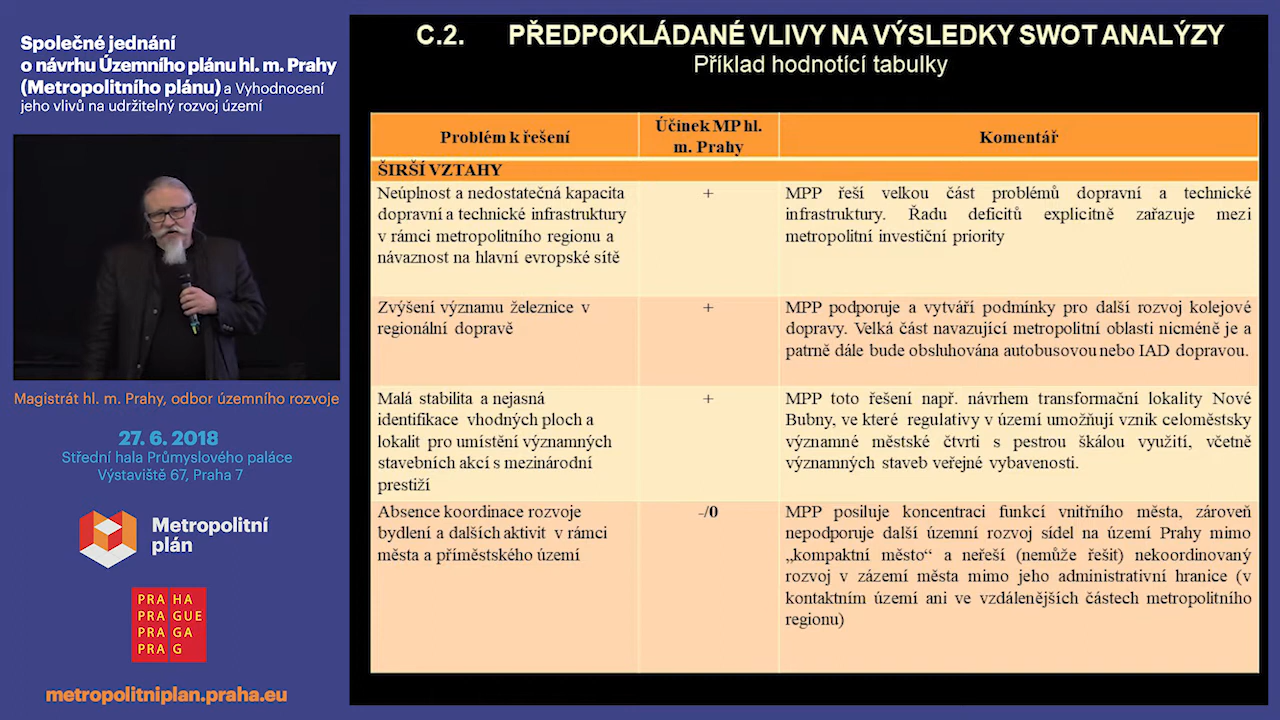 Společné jednání
o návrhu Územního plánu hl. m. Prahy
(Metropolitního plánu) a Vyhodnocení
jeho vlivů na udržitelný rozvoj území
Magistrát hl. m. Prahy, odbor územního rozvoje
27. 6. 2018
Střední hala Průmyslového paláce
Výstaviště 67, Praha 7
Metropolitní
plán
PRA HA
PRA GUE
PRA GA
PRA G
metropolitniplan.praha.eu
C.2. PŘEDPOKLÁDANÉ VLIVY NA VÝSLEDKY SWOT ANALÝZY
Příklad hodnotící tabulky
Problém k řešení
Účinek MP hl.
m. Prahy
Komentář
ŠIRŠÍ VZTAHY
Neúplnost a nedostatečná kapacita
dopravní a technické infrastruktury
v rámci metropolitního regionu a
návaznost na hlavní evropské sítě
+
MPP řeší velkou část problémů dopravní a technické
infrastruktury. Řadu deficitů explicitně zařazuje mezi
metropolitní investiční priority
Zvýšení významu železnice v
regionální dopravě
+
MPP podporuje a vytváří podmínky pro další rozvoj kolejové
dopravy. Velká část navazující metropolitní oblasti nicméně je a
patrně dále bude obsluhována autobusovou nebo IAD dopravou.
Malá stabilita a nejasná
identifikace vhodných ploch a
lokalit pro umístění významných
stavebních akcí s mezinárodní
prestiží
+
MPP toto řešení např. návrhem transformační lokality Nové
Bubny, ve které regulativy v území umožňují vznik celoměstsky
významné městské čtvrti s pestrou škálou využití, včetně
významných staveb veřejné vybavenosti.
Absence koordinace rozvoje
bydlení a dalších aktivit v rámci
města a příměstského území
-/0
MPP posiluje koncentraci funkcí vnitřního města, zároveň
nepodporuje další územní rozvoj sídel na území Prahy mimo
„kompaktní město“ a neřeší (nemůže řešit) nekoordinovaný
rozvoj v zázemí města mimo jeho administrativní hranice (v
kontaktním území ani ve vzdálenějších částech metropolitního
regionu)